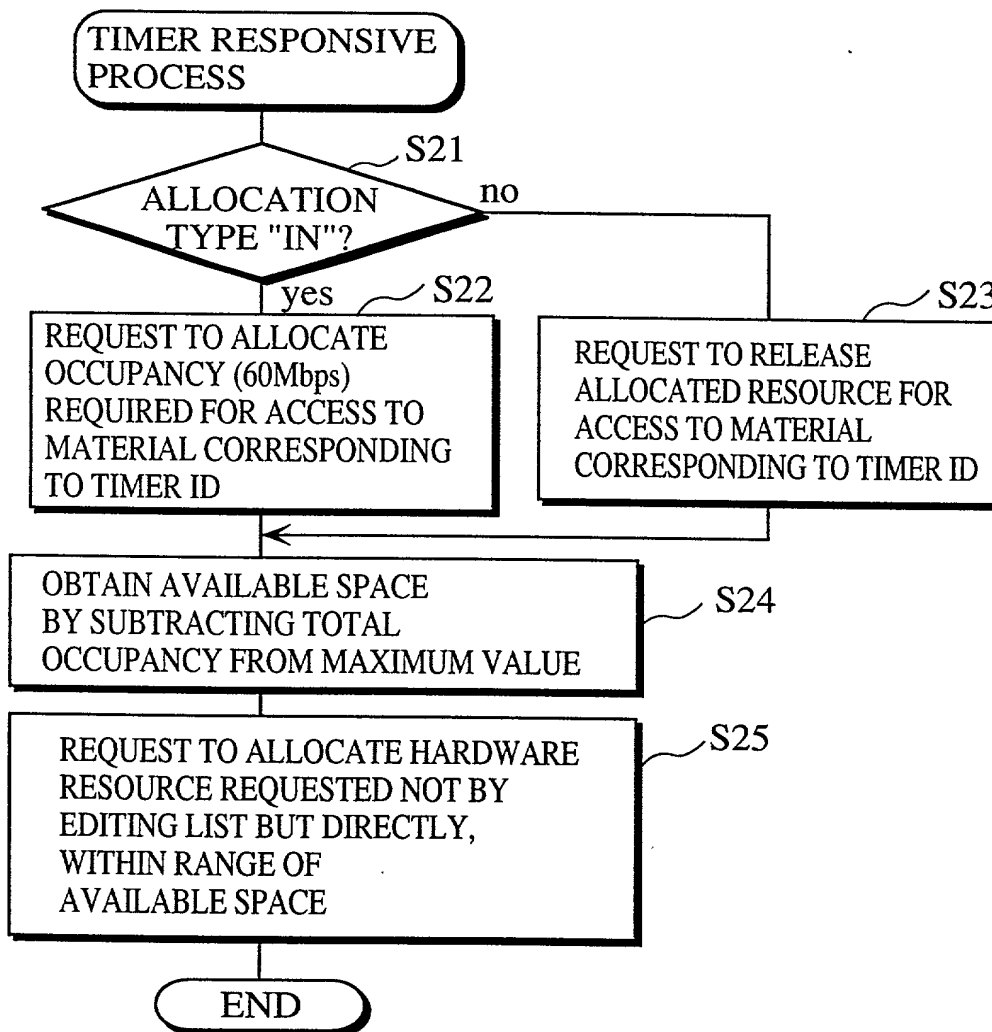 TIMER RESPONSIVE
PROCESS
S21
ALLOCATION
TYPE "IN"?
no
yes
S22
REQUEST TO ALLOCATE
OCCUPANCY (60Mbps)
REQUIRED FOR ACCESS TO
MATERIAL CORRESPONDING
TO TIMER ID
S23
REQUEST TO RELEASE
ALLOCATED RESOURCE FOR
ACCESS TO MATERIAL
CORRESPONDING TO TIMER ID
OBTAIN AVAILABLE SPACE
BY SUBTRACTING TOTAL
OCCUPANCY FROM MAXIMUM VALUE
S24
REQUEST TO ALLOCATE HARDWARE
RESOURCE REQUESTED NOT BY
EDITING LIST BUT DIRECTLY,
WITHIN RANGE OF
AVAILABLE SPACE
S25
END